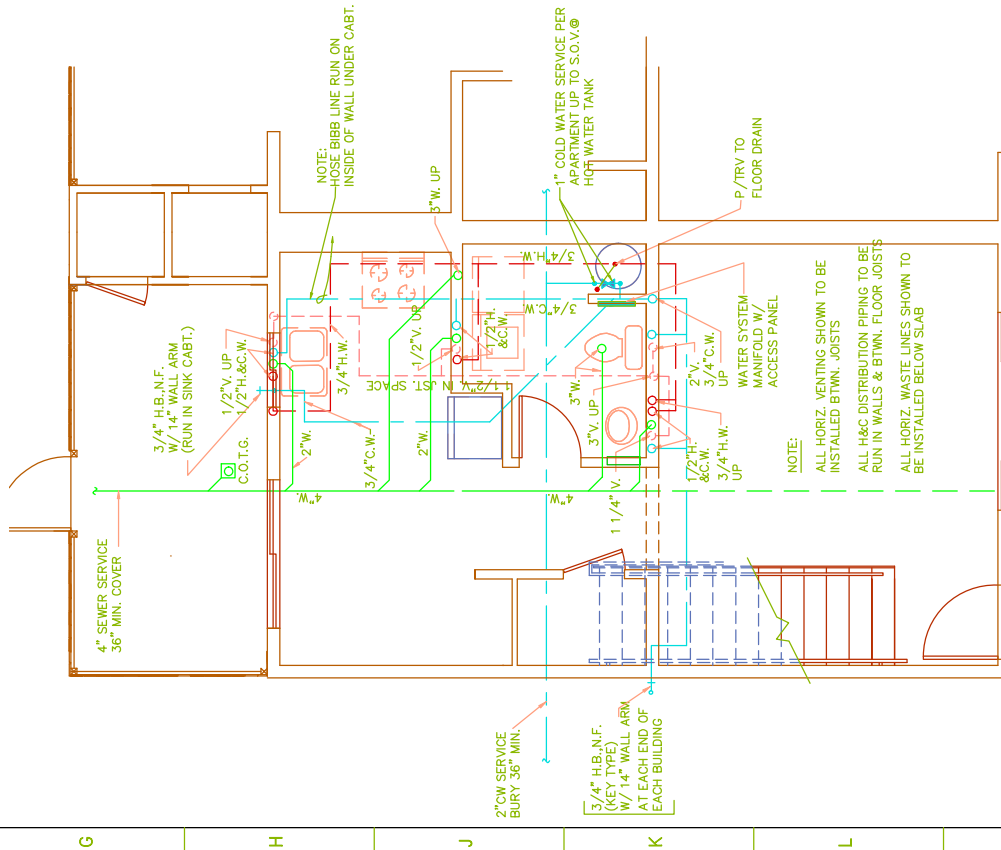 G
H
J
K
L
4" SEWER SERVICE
36" MIN. COVER
3/4" H.B.,N.F.
W/ 14" WALL ARM
(RUN IN SINK CABT.)
C.O.T.G.
1/2"V. UP
1/2"H.&C.W.
NOTE:
HOSE BIBB LINE RUN ON
INSIDE OF WALL UNDER CABT.
2"W.
3/4"C.W.
3/4"H.W.
4"W.
2"W.
1/2"V. UP
3"W. UP
1/2"H.
&C.W.
1 1/2"V. IN JST. SPACE
3/4"H.W.
3/4"C.W.
1" COLD WATER SERVICE PER
APARTMENT UP TO S.O.V.@
HOT WATER TANK
P/TRV TO
FLOOR DRAIN
2"CW SERVICE
BURY 36" MIN.
3/4" H.B.,N.F.
(KEY TYPE)
W/ 14" WALL ARM
AT EACH END OF
EACH BUILDING
4"W.
3"W.
3"V. UP
1 1/4" V.
1/2"H.
&C.W.
3/4"H.W.
UP
2"V.
3/4"C.W.
UP
WATER SYSTEM
MANIFOLD W/
ACCESS PANEL
NOTE:
ALL HORIZ. VENTING SHOWN TO BE
INSTALLED BTWN. JOISTS
ALL H&C DISTRIBUTION PIPING TO BE
RUN IN WALLS & BTWN. FLOOR JOISTS
ALL HORIZ. WASTE LINES SHOWN TO
BE INSTALLED BELOW SLAB